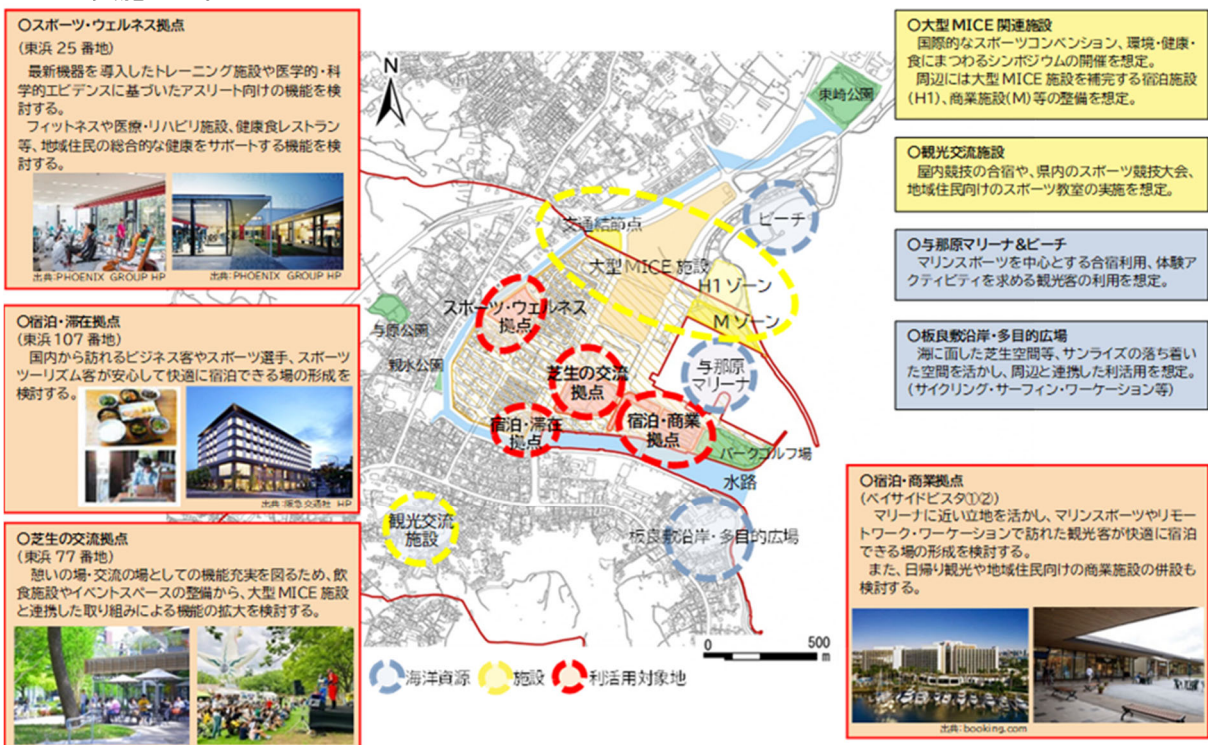 ○スポーツ・ウェルネス拠点
(東浜 25 番地)
最新機器を導入したトレーニング施設や医学的・科
学的エビデンスに基づいたアスリート向けの機能を検
討する。
フィットネスや医療・リハビリ施設、健康食レストラン
等、地域住民の総合的な健康をサポートする機能を検
討する。
出典:PHOENIX GROUP HP
出典:PHOENIX GROUP HP
○宿泊・滞在拠点
(東浜 107 番地)
国内から訪れるビジネス客やスポーツ選手、スポーツ
ツーリズム客が安心して快適に宿泊できる場の形成を
検討する。
出典:阪急交通社 HP
○芝生の交流拠点
(東浜 77 番地)
憩いの場・交流の場としての機能充実を図るため、飲
食施設やイベントスペースの整備から、大型 MICE 施設
と連携した取り組みによる機能の拡大を検討する。
N
東崎公園
交通結節点
ビーチ
大型 MICE 施設
H1 ゾーン
M ゾーン
スポーツ・ウェルネス
拠点
与原公園
親水公園
芝生の交流
拠点
与那原
マリーナ
宿泊・滞在
拠点
宿泊・商業
拠点
パークゴルフ場
水路
観光交流
施設
板良敷沿岸・多目的広場
0
500
m
海洋資源
施設
利活用対象地
○大型 MICE 関連施設
国際的なスポーツコンベンション、環境・健康・
食にまつわるシンポジウムの開催を想定。
周辺には大型 MICE 施設を補完する宿泊施設
(H1)、商業施設(M)等の整備を想定。
○観光交流施設
屋内競技の合宿や、県内のスポーツ競技大会、
地域住民向けのスポーツ教室の実施を想定。
○与那原マリーナ&ビーチ
マリンスポーツを中心とする合宿利用、体験ア
クティビティを求める観光客の利用を想定。
○板良敷沿岸・多目的広場
海に面した芝生空間等、サンライズの落ち着い
た空間を活かし、周辺と連携した利活用を想定。
(サイクリング・サーフィン・ワーケーション等)
○宿泊・商業拠点
(ベイサイドビスタ①②)
マリーナに近い立地を活かし、マリンスポーツやリモー
トワーク・ワーケーションで訪れた観光客が快適に宿泊
できる場の形成を検討する。
また、日帰り観光や地域住民向けの商業施設の併設も
検討する。
出典:booking.com